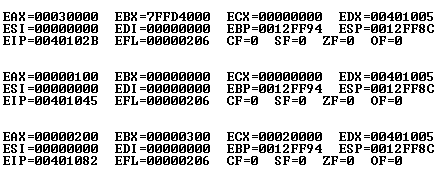 EAX=00030000 EBX=7FFD4000 ECX=00000000 EDX=00401005
ESI=00000000 EDI=00000000 EBP=0012FF94 ESP=0012FF8C
EIP=0040102B EFL=00000206 CF=0 SF=0 ZF=0 OF=0
EAX=00000100 EBX=00000000 ECX=00000000 EDX=00401005
ESI=00000000 EDI=00000000 EBP=0012FF94 ESP=0012FF8C
EIP=00401045 EFL=00000206 CF=0 SF=0 ZF=0 OF=0
EAX=00000200 EBX=00000300 ECX=00020000 EDX=00401005
ESI=00000000 EDI=00000000 EBP=0012FF94 ESP=0012FF8C
EIP=00401082 EFL=00000206 CF=0 SF=0 ZF=0 OF=0